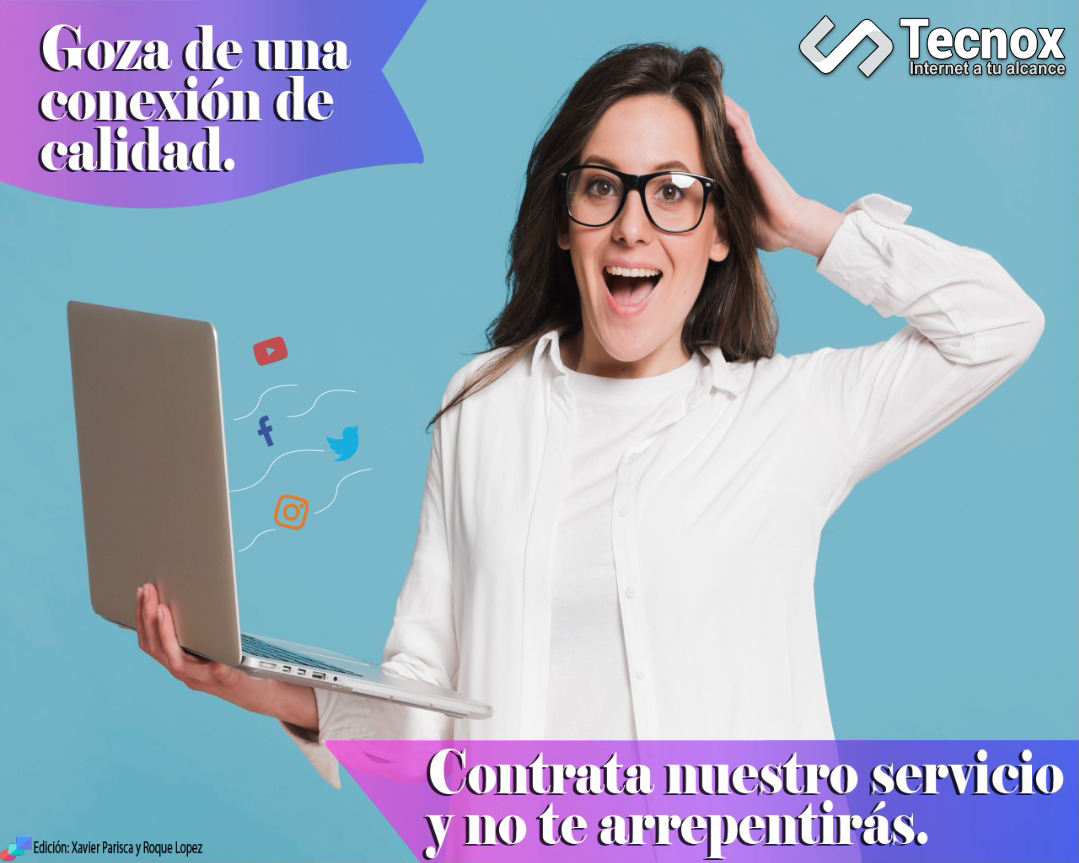 Goza de una
conexión de
calidad.
Tecnox
Internet a tu alcance
Contrata nuestro servicio
y no te arrepentirás.
Edición: Xavier Parisca y Roque Lopez